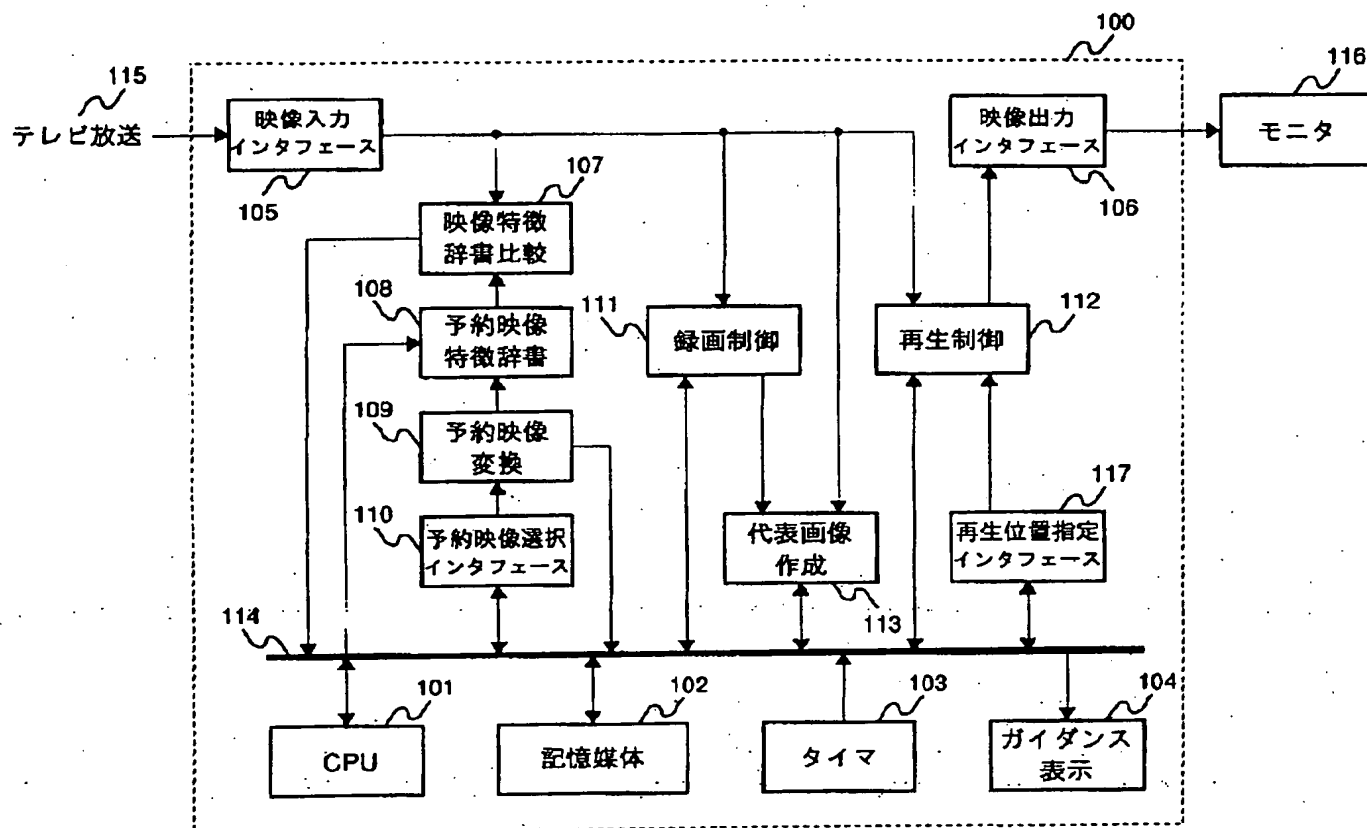 100
115
116
テレビ放送
映像入力
インタフェース
105
映像出力
インタフェース
106
モニタ
107
映像特徴
辞書比較
108
予約映像
特徴辞書
111
録画制御
再生制御
112
109
予約映像
変換
110
予約映像選択
インタフェース
代表画像
作成
113
117
再生位置指定
インタフェース
114
101
CPU
102
記憶媒体
103
タイマ
104
ガイダンス
表示